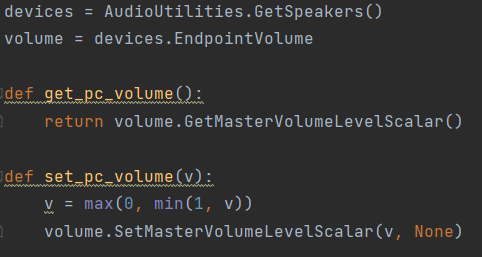 devices = AudioUtilities.GetSpeakers()
volume = devices.EndpointVolume
def get_pc_volume():
    return volume.GetMasterVolumeLevelScalar()
def set_pc_volume(v):
    v = max(0, min(1, v))
    volume.SetMasterVolumeLevelScalar(v, None)